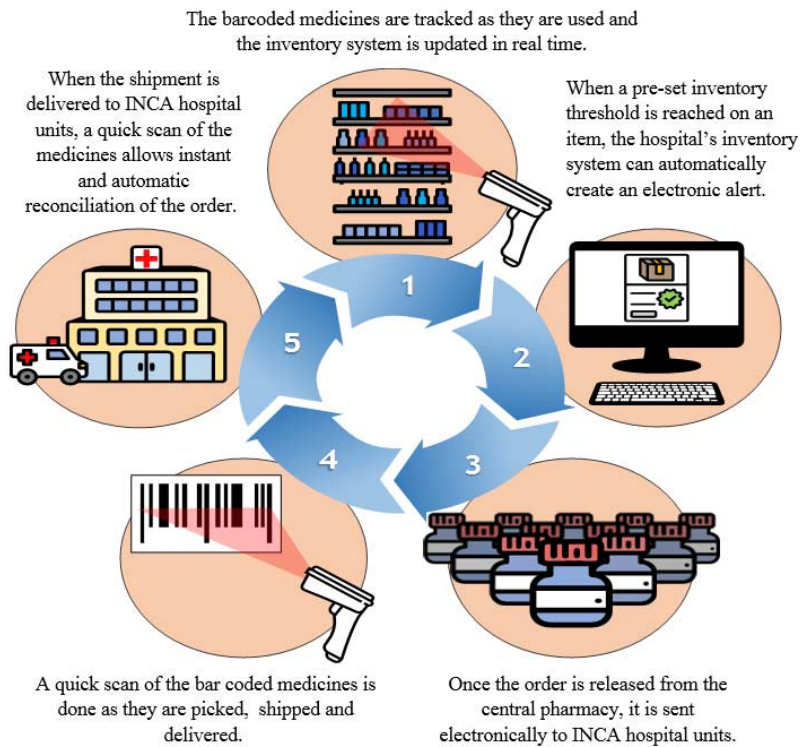 The barcoded medicines are tracked as they are used and
the inventory system is updated in real time.
When the shipment is
delivered to INCA hospital
units, a quick scan of the
medicines allows instant
and automatic
reconciliation of the order.
When a pre-set inventory
threshold is reached on an
item, the hospital’s inventory
system can automatically
create an electronic alert.
1
2
3
4
5
A quick scan of the bar coded medicines is
done as they are picked,  shipped and
delivered.
Once the order is released from the
central pharmacy, it is sent
electronically to INCA hospital units.